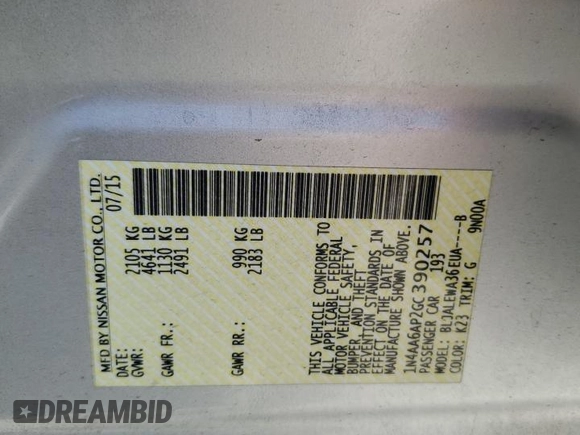 MFD BY NISSAN MOTOR CO., LTD.
DATE: 07/15
GVWR: 2105 KG
4641 LB
GAWR FR.: 1130 KG
2491 LB
GAWR RR.: 990 KG
2183 LB
THIS VEHICLE CONFORMS TO
ALL APPLICABLE FEDERAL
MOTOR VEHICLE SAFETY,
BUMPER, AND THEFT
PREVENTION STANDARDS IN
EFFECT ON THE DATE OF
MANUFACTURE SHOWN ABOVE.
1N4AA6AP2GC390257
PASSENGER CAR 193
MODEL: BLJALEWA36EUA----B
COLOR: K23 TRIM: G 9N00A
DREAMBID